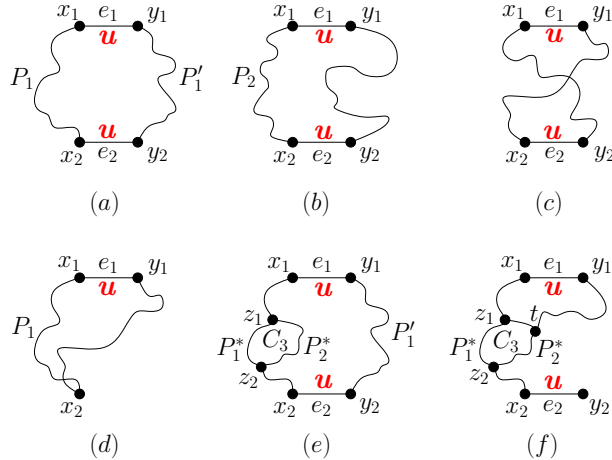 x₁ e₁ y₁ x₁ e₁ y₁ x₁ e₁ y₁
u u u
P₁ P₁′ P₂
u u u
x₂ e₂ y₂ x₂ e₂ y₂ x₂ e₂ y₂
(a) (b) (c)
x₁ e₁ y₁ x₁ e₁ y₁ x₁ e₁ y₁
u u u
P₁ z₁ z₁ t
P₁* C₃ P₂* P₁′ P₁* C₃ P₂*
z₂ u z₂ u
x₂ x₂ e₂ y₂ x₂ e₂ y₂
(d) (e) (f)